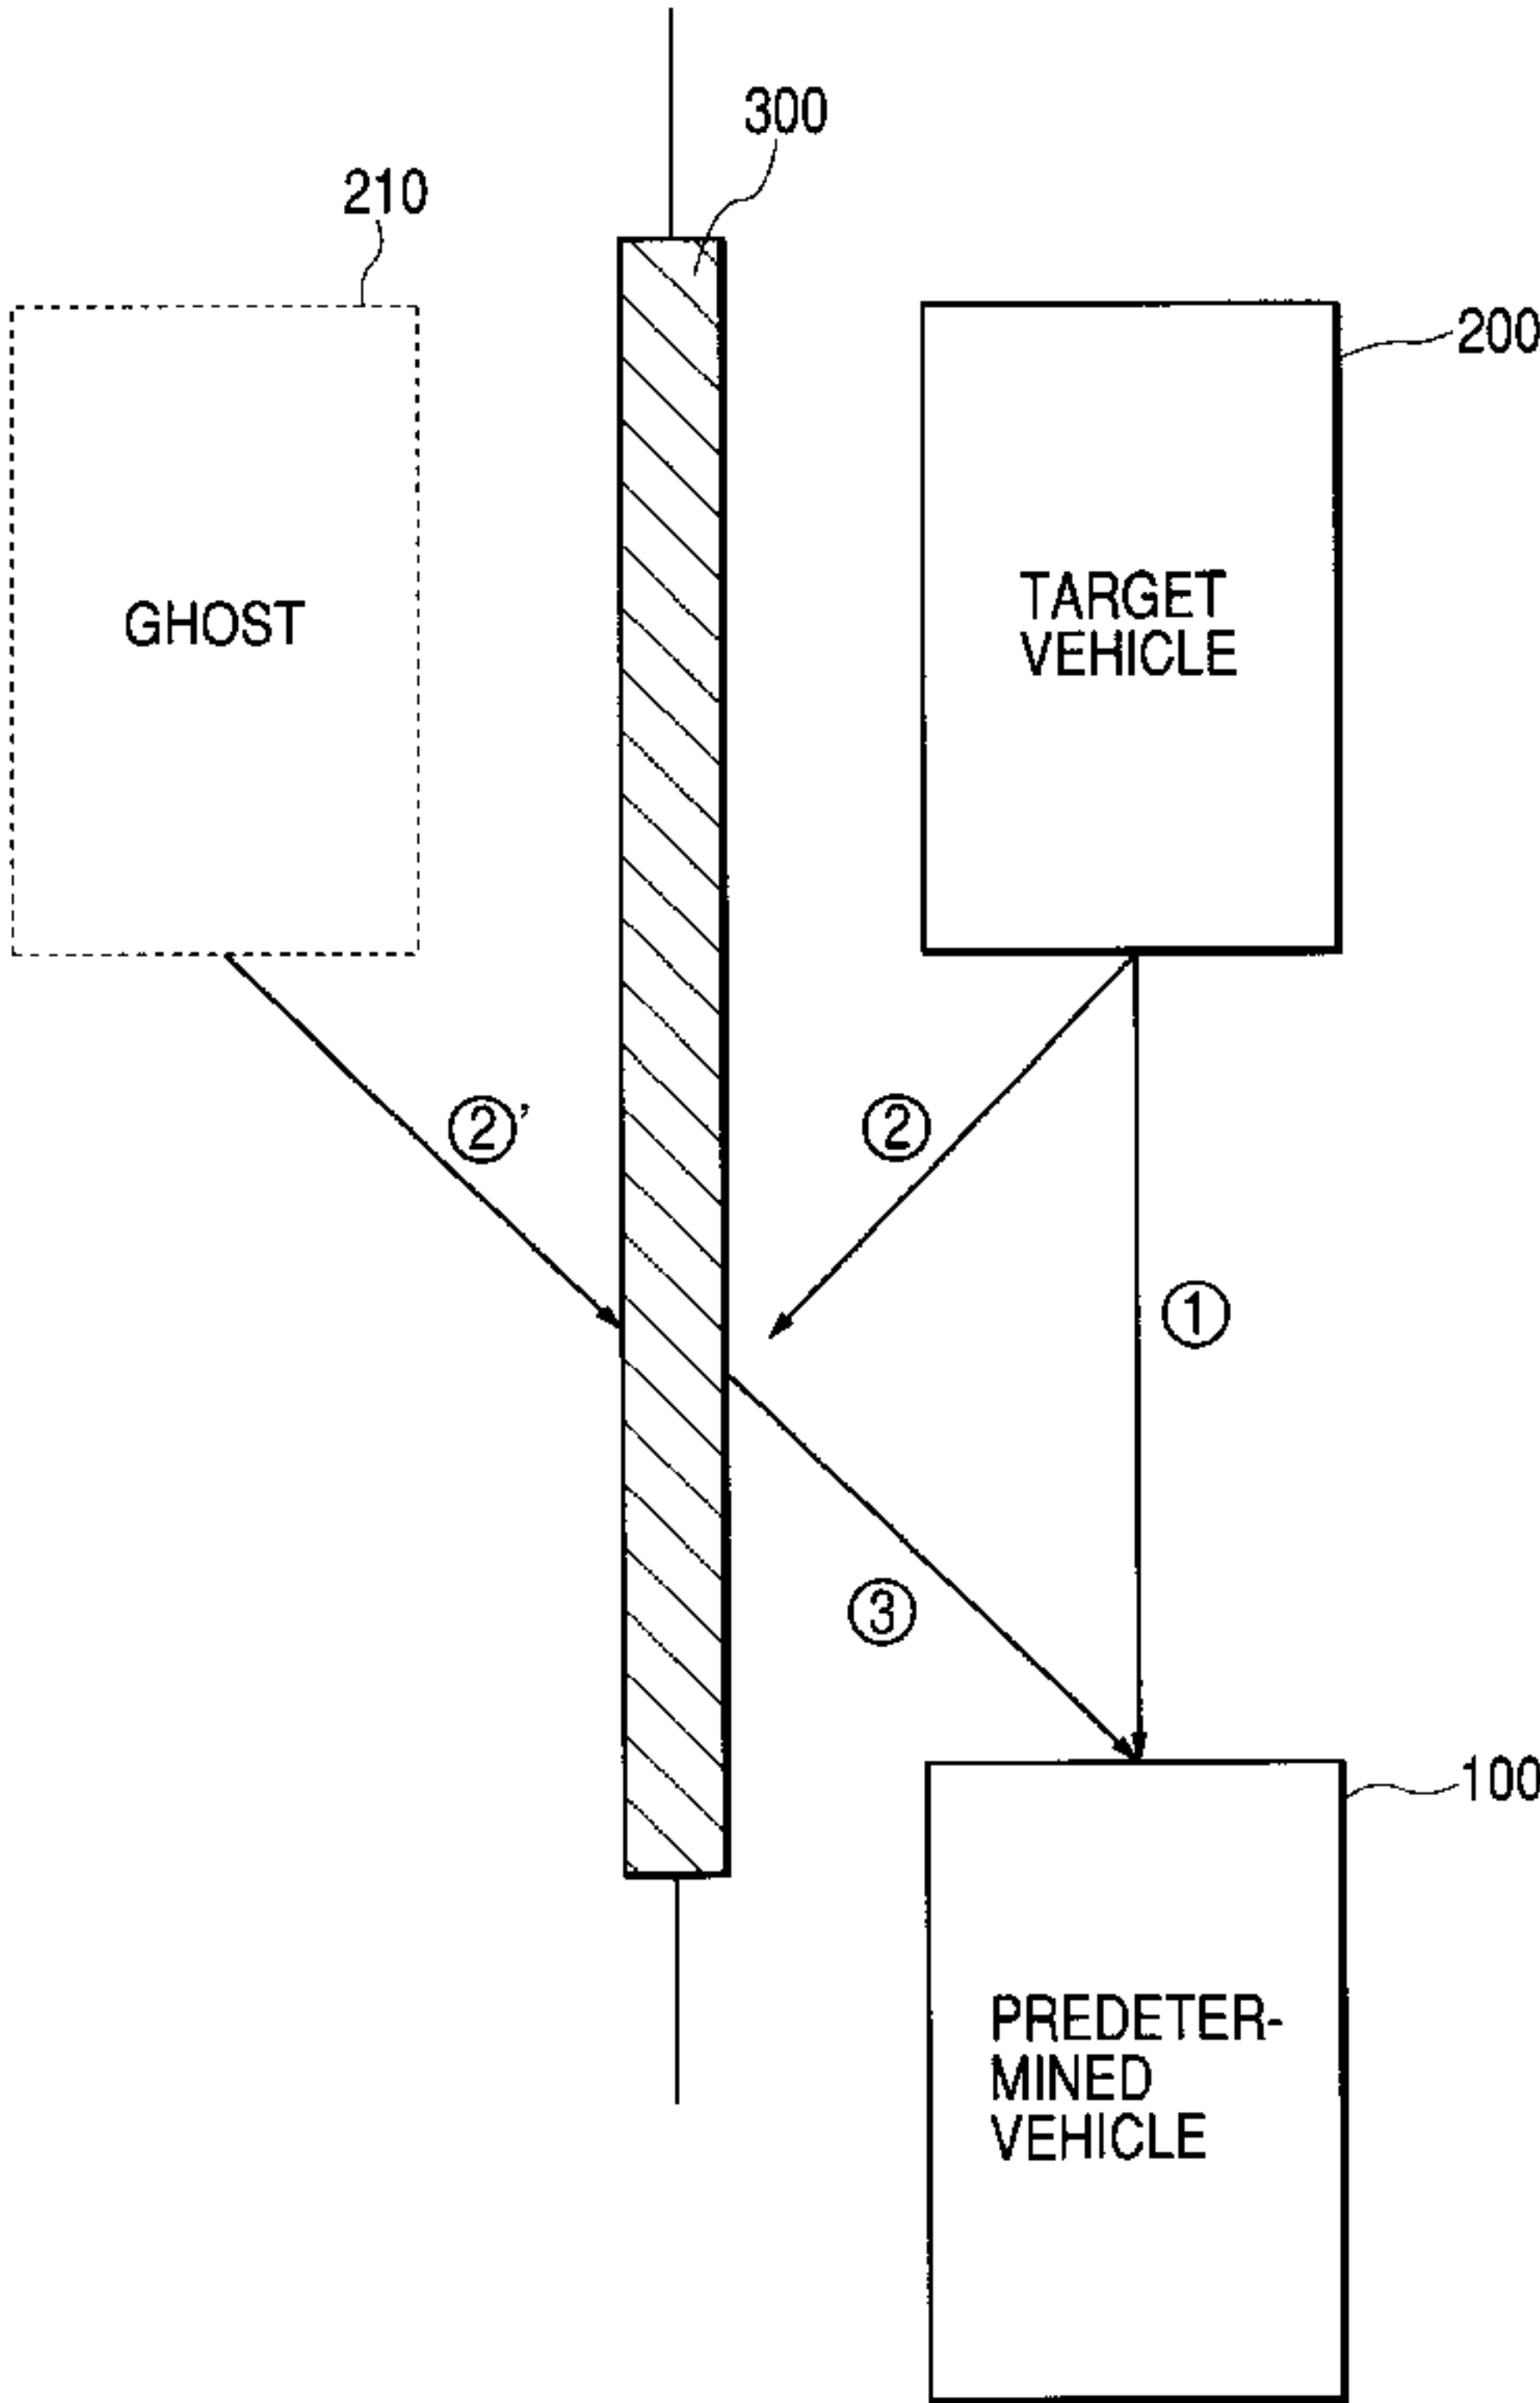 300
210
200
GHOST
TARGET
VEHICLE
②'
②
①
③
100
PREDETER-
MINED
VEHICLE